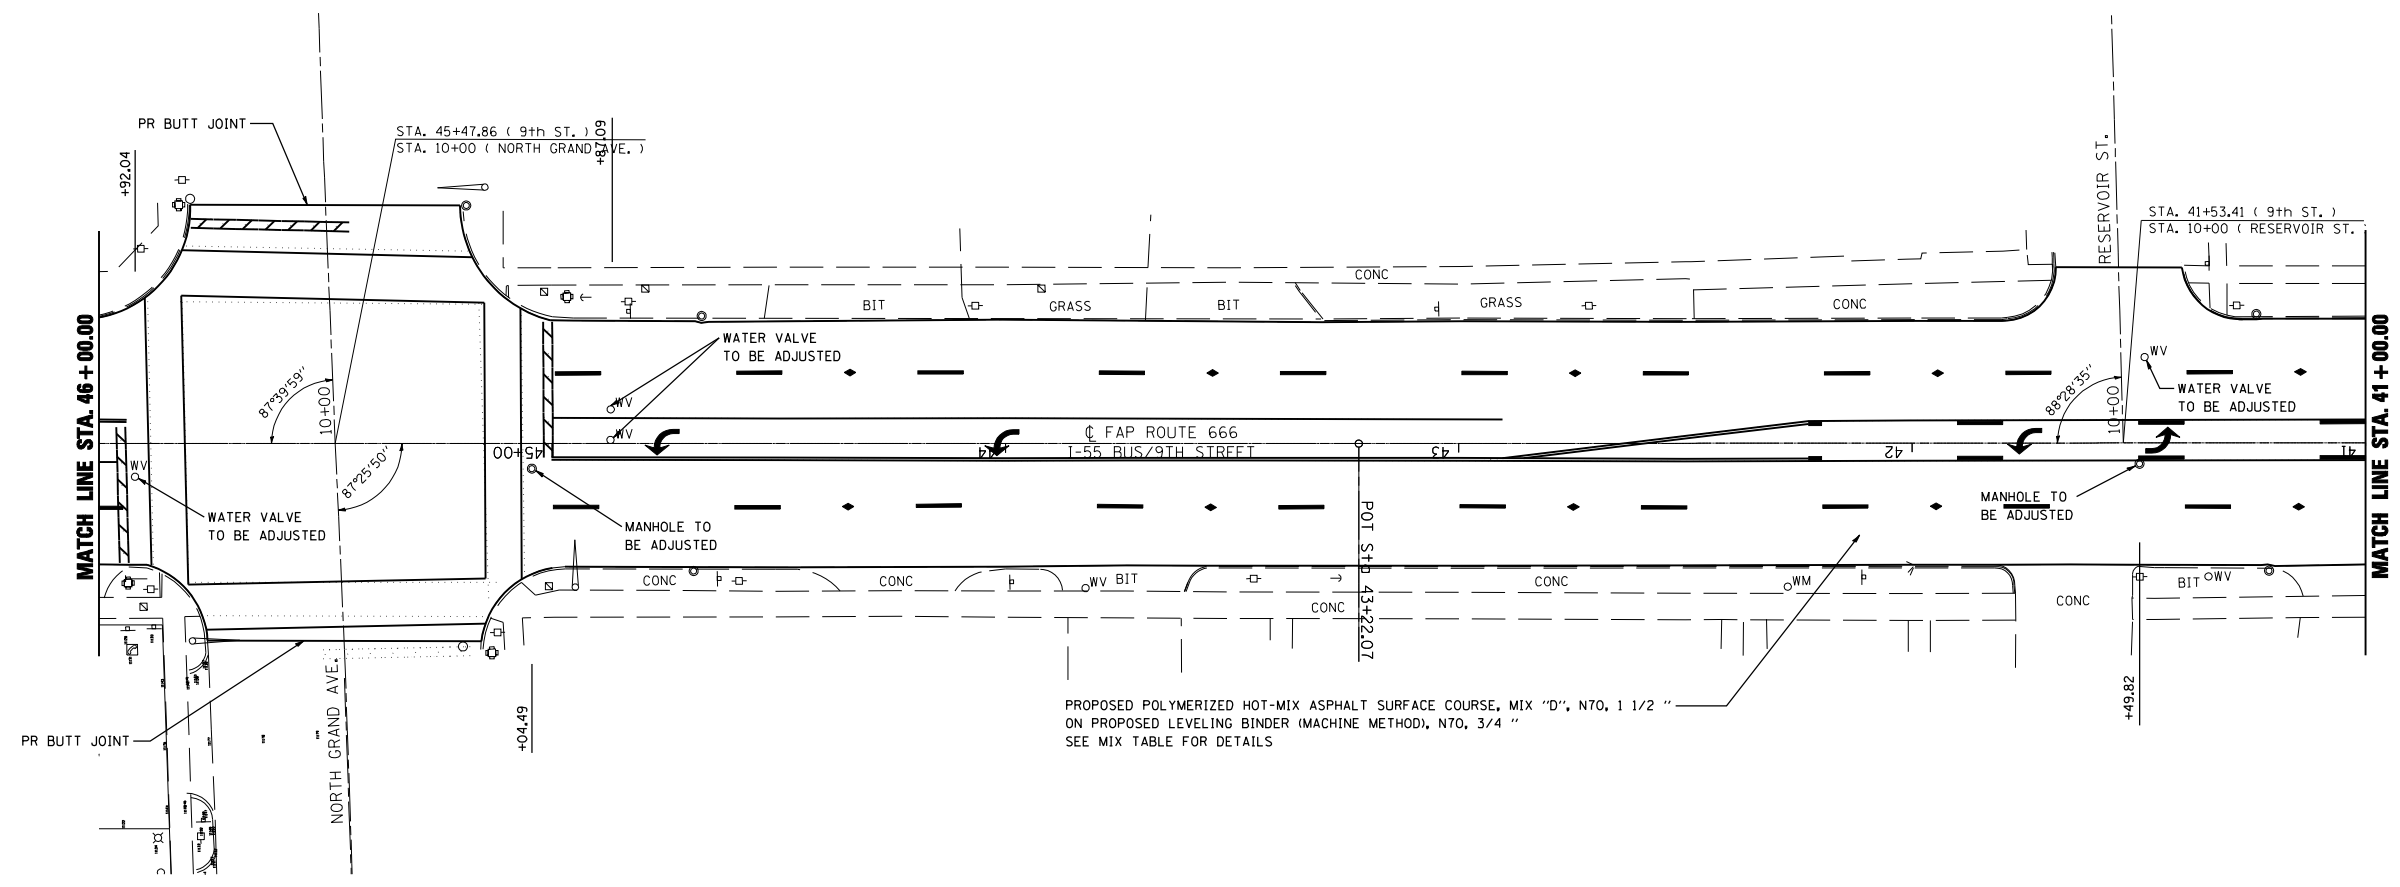 PR BUTT JOINT
STA. 45+47.86 ( 9th ST. )
STA. 10+00 ( NORTH GRAND AVE. )
+92.04
+87.09
RESERVOIR ST.
STA. 41+53.41 ( 9th ST. )
STA. 10+00 ( RESERVOIR ST.
CONC
BIT
GRASS
BIT
GRASS
CONC
MATCH LINE STA. 46+00.00
WATER VALVE
TO BE ADJUSTED
WV
WV
WV
WATER VALVE
TO BE ADJUSTED
MATCH LINE STA. 41+00.00
87°39'59"
10+00
88°28'35"
10+00
℄ FAP ROUTE 666
I-55 BUS/9TH STREET
45+00
44
43
42
41
WV
87°25'50"
WATER VALVE
TO BE ADJUSTED
MANHOLE TO
BE ADJUSTED
MANHOLE TO
BE ADJUSTED
POT Sta 43+22.07
CONC
CONC
WV
BIT
CONC
WM
BIT
WV
CONC
CONC
NORTH GRAND AVE.
+04.49
+49.82
PR BUTT JOINT
PROPOSED POLYMERIZED HOT-MIX ASPHALT SURFACE COURSE, MIX "D", N70, 1 1/2 "
ON PROPOSED LEVELING BINDER (MACHINE METHOD), N70, 3/4 "
SEE MIX TABLE FOR DETAILS